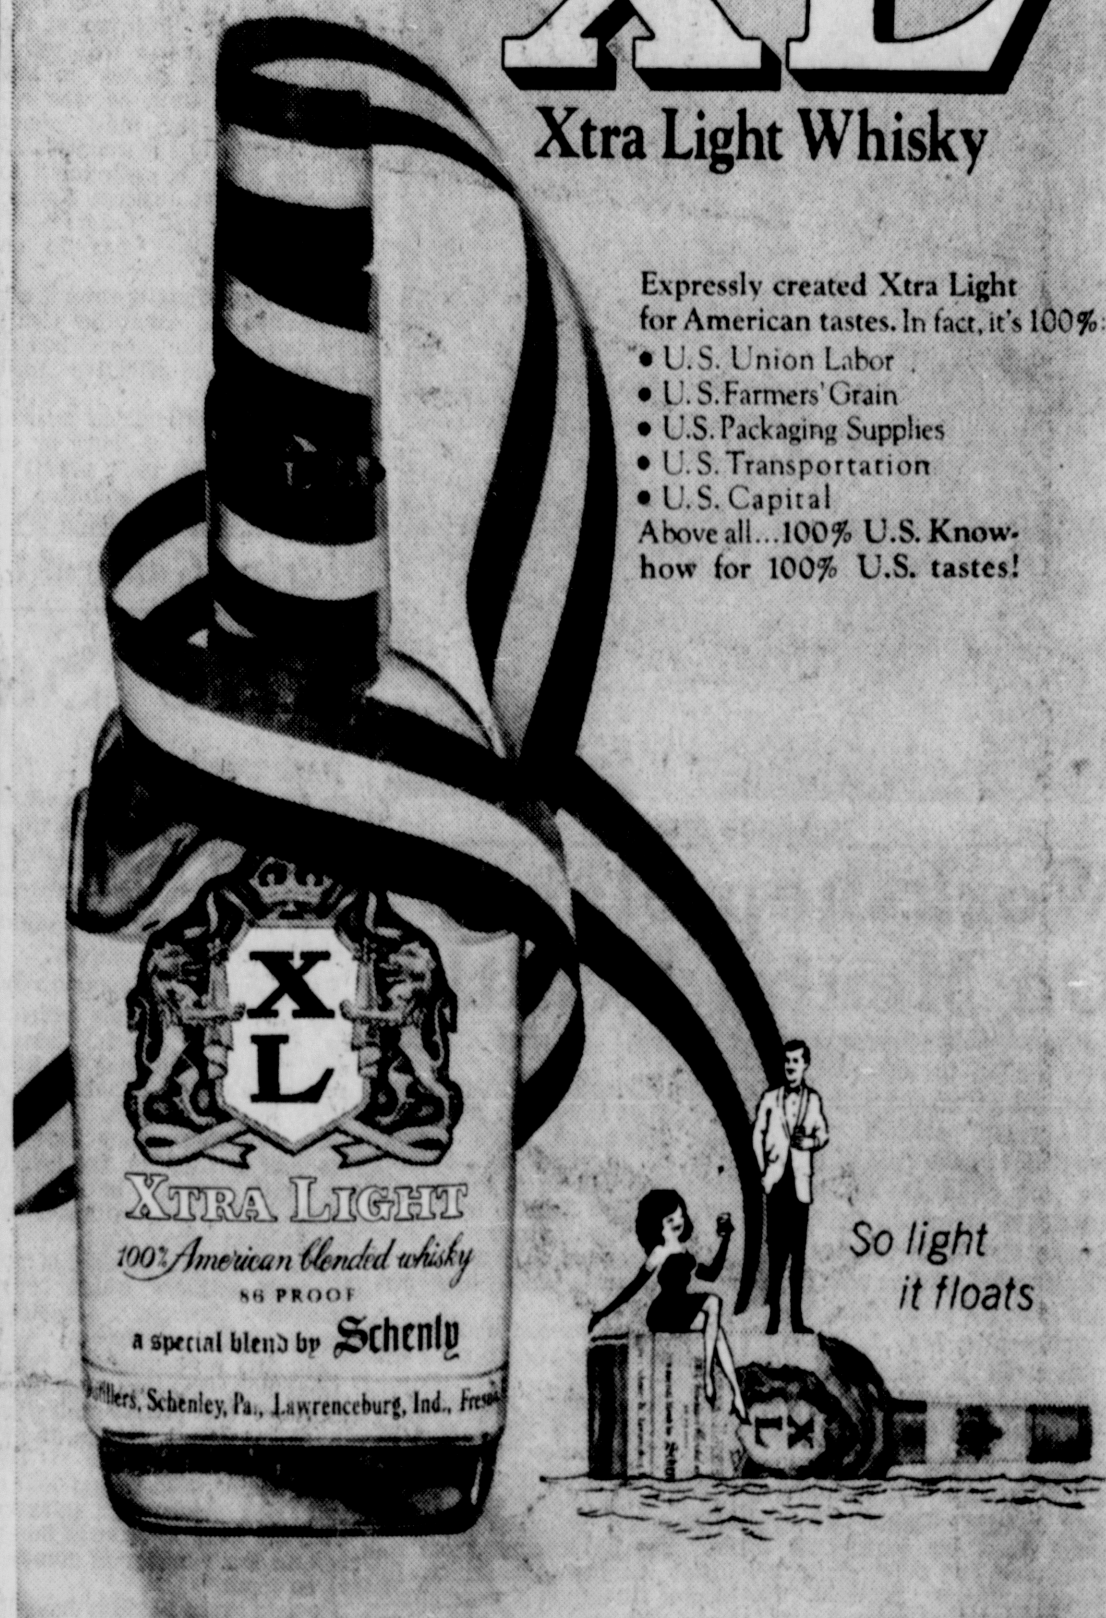 XL
Xtra Light Whisky
Expressly created Xtra Light
for American tastes. In fact, it's 100%:
• U.S. Union Labor
• U.S. Farmers' Grain
• U.S. Packaging Supplies
• U.S. Transportation
• U.S. Capital
Above all...100% U.S. Know-
how for 100% U.S. tastes!
X
L
XTRA LIGHT
100% American blended whisky
86 PROOF
a special blend by Schenly
Schenley, Pa., Lawrenceburg, Ind.,
So light
it floats
X
L